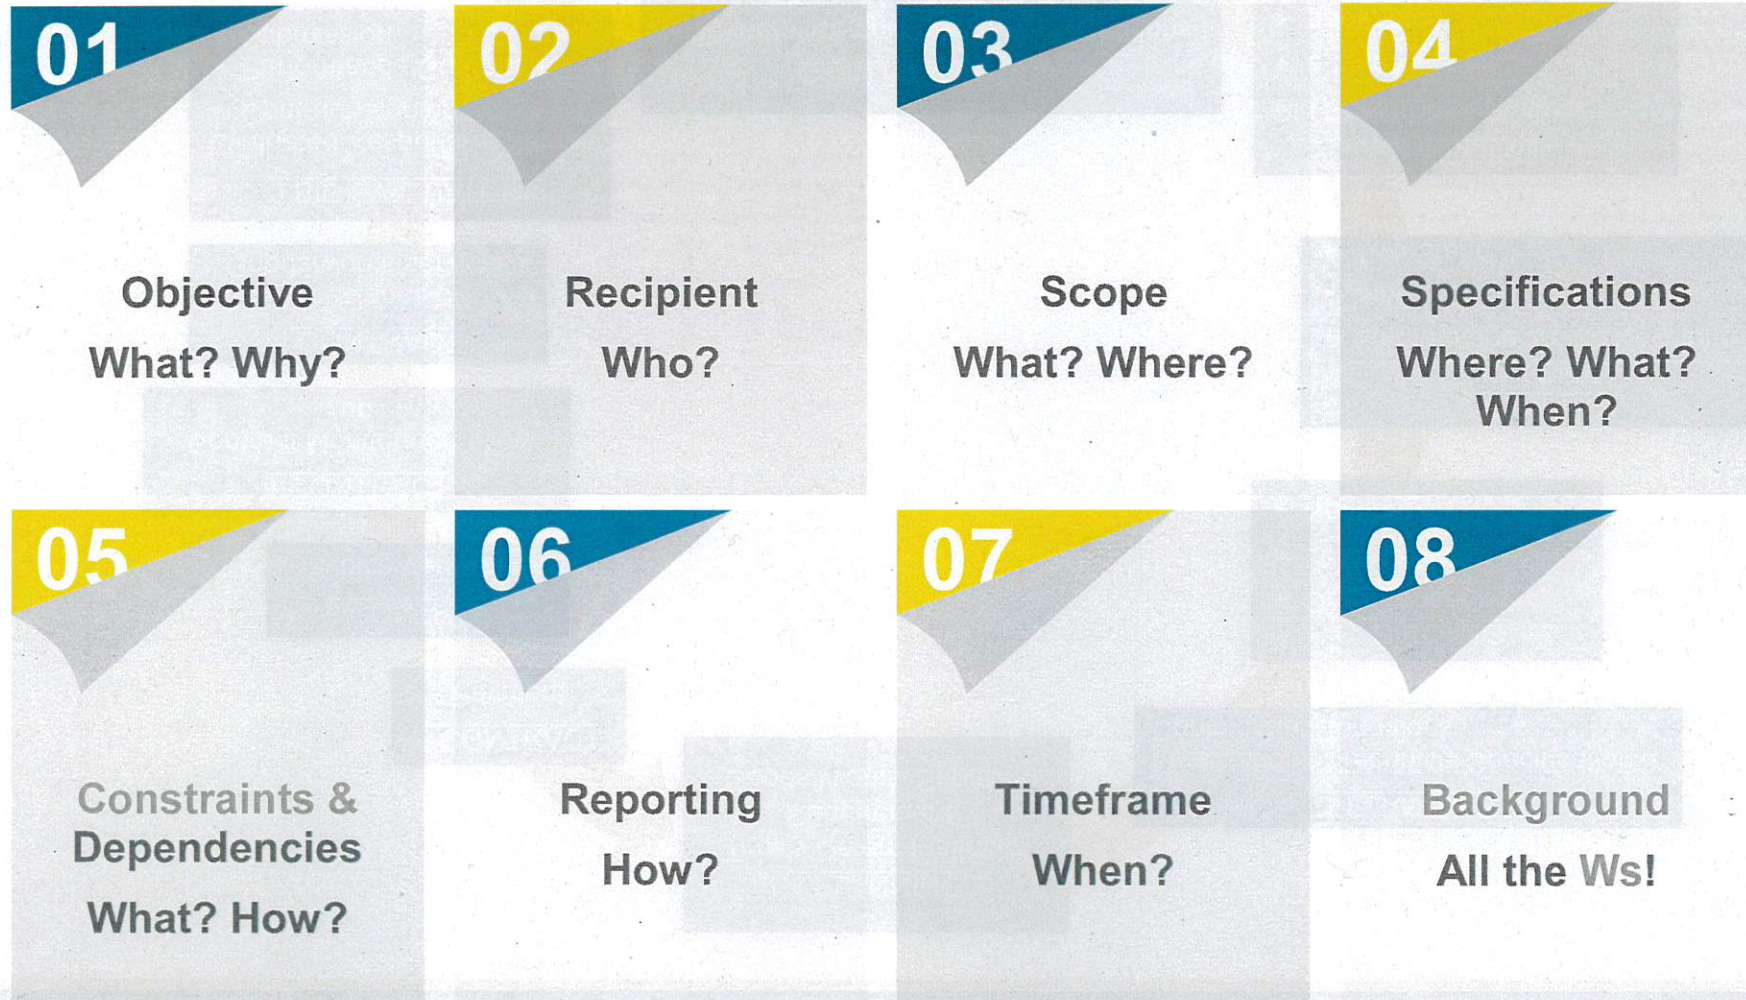 01
02
03
04
Objective
What? Why?
Recipient
Who?
Scope
What? Where?
Specifications
Where? What?
When?
05
06
07
08
Constraints &
Dependencies
What? How?
Reporting
How?
Timeframe
When?
Background
All the Ws!